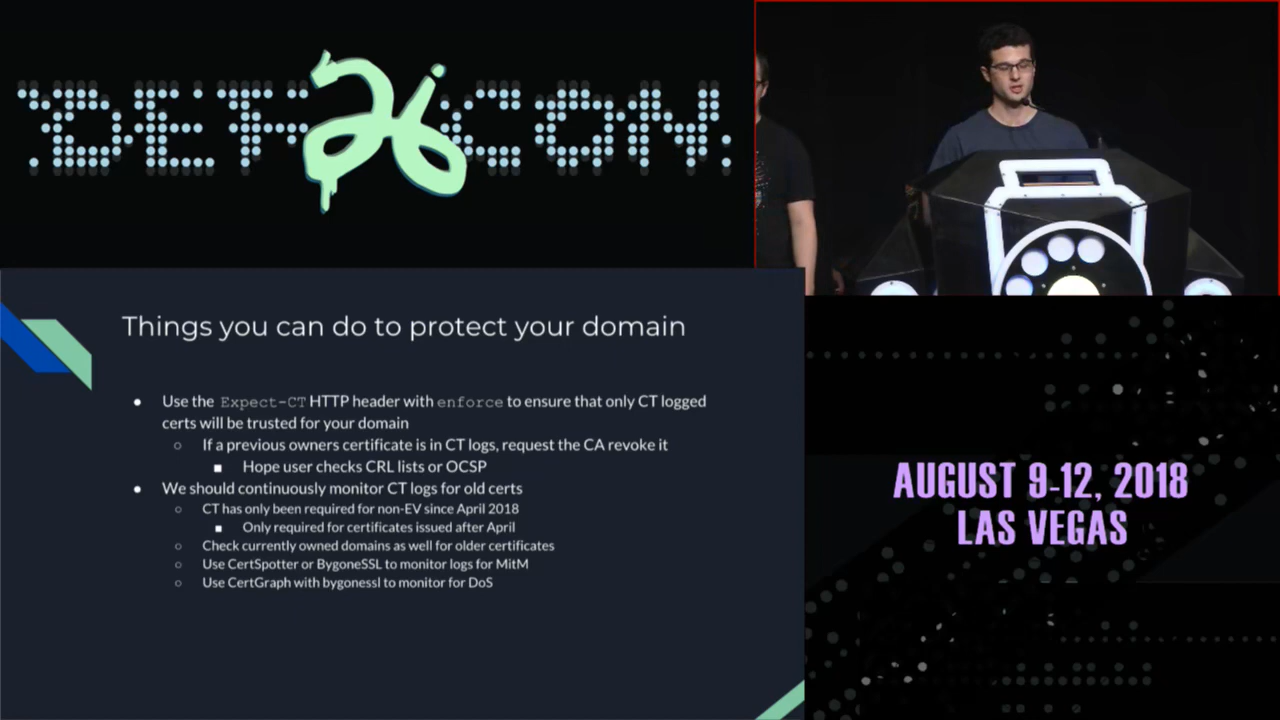 DEF 26 CON
Things you can do to protect your domain
Use the Expect-CT HTTP header with enforce to ensure that only CT logged
certs will be trusted for your domain
If a previous owners certificate is in CT logs, request the CA revoke it
Hope user checks CRL lists or OCSP
We should continuously monitor CT logs for old certs
CT has only been required for non-EV since April 2018
Only required for certificates issued after April
Check currently owned domains as well for older certificates
Use CertSpotter or BygoneSSL to monitor logs for MitM
Use CertGraph with bygonessl to monitor for DoS
AUGUST 9-12, 2018
LAS VEGAS